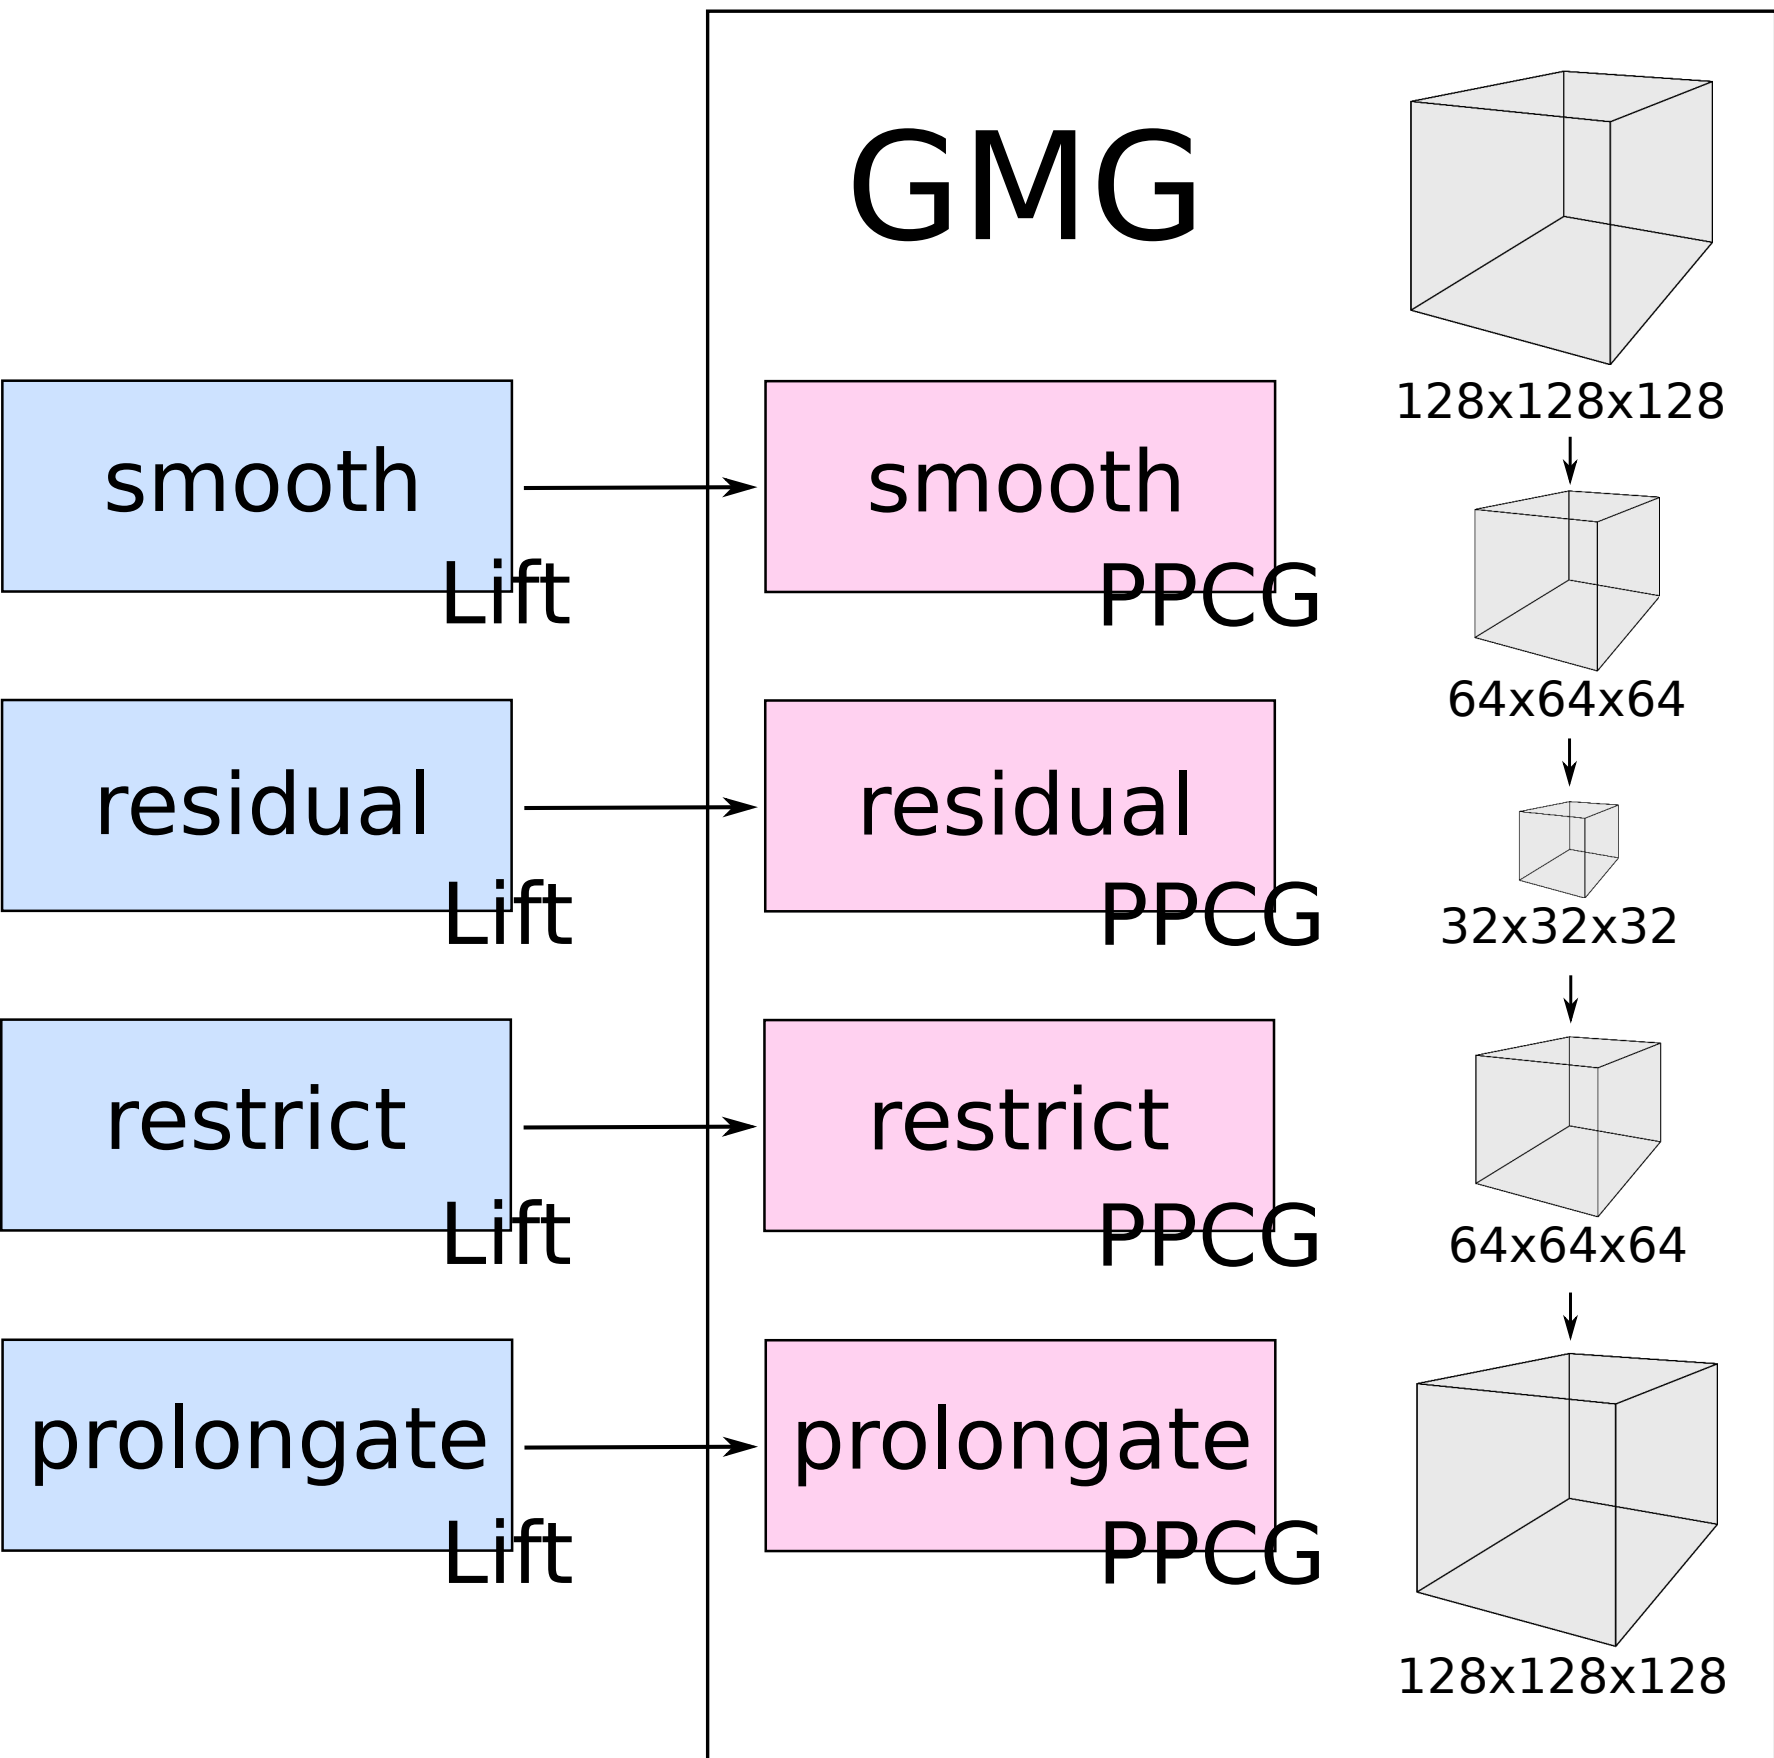 GMG
smooth
Lift
residual
Lift
restrict
Lift
prolongate
Lift
smooth
PPCG
residual
PPCG
restrict
PPCG
prolongate
PPCG
128x128x128
64x64x64
32x32x32
64x64x64
128x128x128